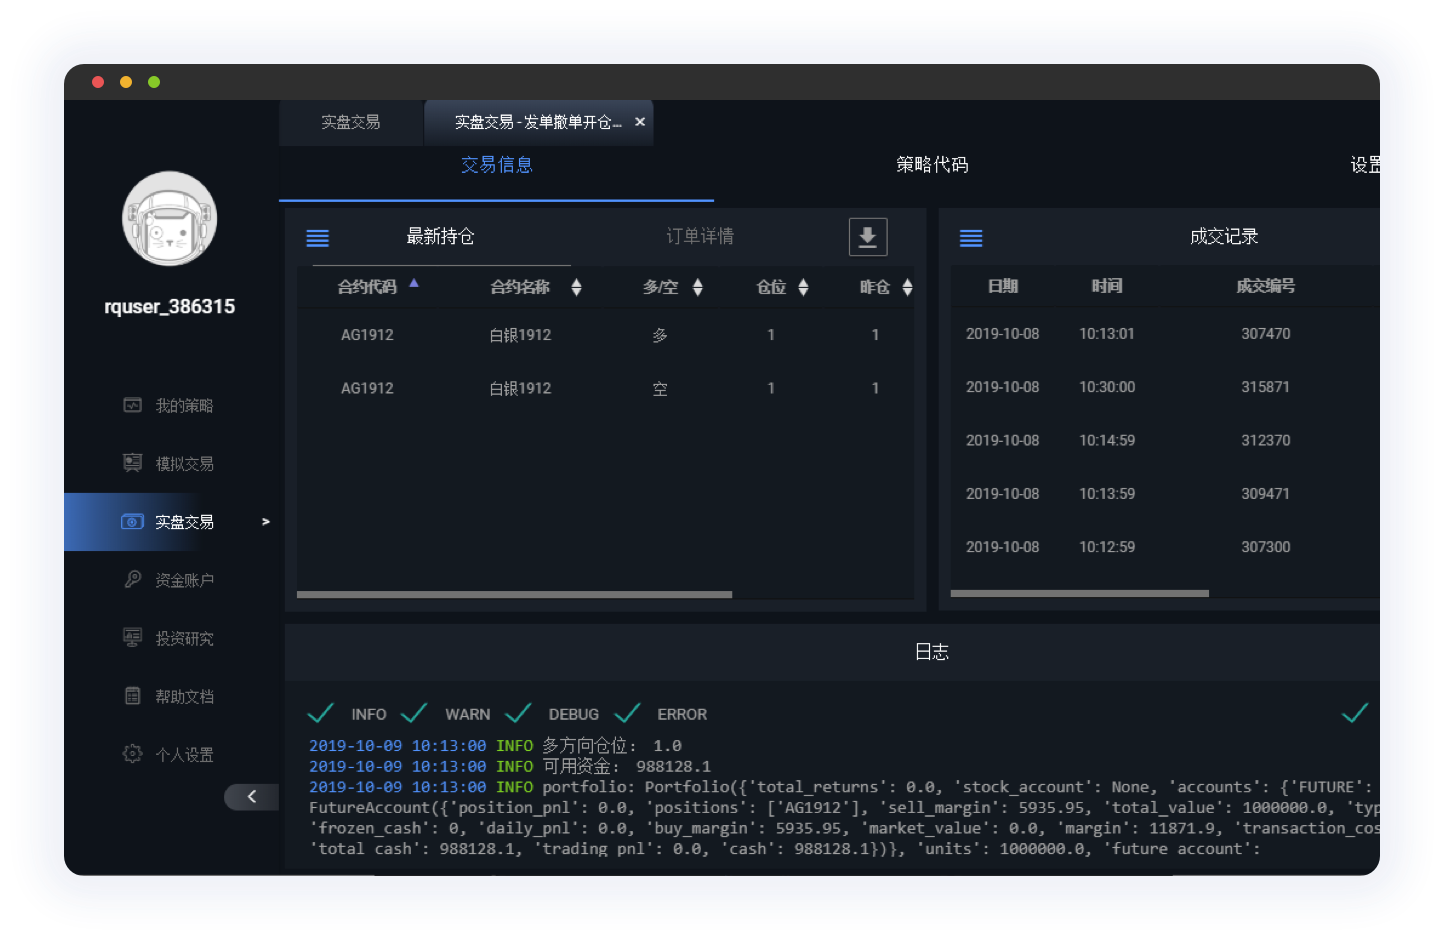 实盘交易
实盘交易-发单撤单开仓...
交易信息
策略代码
设置
rquser_386315
我的策略
模拟交易
实盘交易 >
资金账户
投资研究
帮助文档
个人设置
最新持仓
订单详情
合约代码 合约名称 多/空 仓位 昨仓
AG1912 白银1912 多 1 1
AG1912 白银1912 空 1 1
成交记录
日期 时间 成交编号
2019-10-08 10:13:01 307470
2019-10-08 10:30:00 315871
2019-10-08 10:14:59 312370
2019-10-08 10:13:59 309471
2019-10-08 10:12:59 307300
日志
INFO WARN DEBUG ERROR
2019-10-09 10:13:00 INFO 多方向仓位: 1.0
2019-10-09 10:13:00 INFO 可用资金: 988128.1
2019-10-09 10:13:00 INFO portfolio: Portfolio({'total_returns': 0.0, 'stock_account': None, 'accounts': {'FUTURE':
FutureAccount({'position_pnl': 0.0, 'positions': ['AG1912'], 'sell_margin': 5935.95, 'total_value': 1000000.0, 'typ
'frozen_cash': 0, 'daily_pnl': 0.0, 'buy_margin': 5935.95, 'market_value': 0.0, 'margin': 11871.9, 'transaction_cos
'total_cash': 988128.1, 'trading_pnl': 0.0, 'cash': 988128.1})}, 'units': 1000000.0, 'future_account':